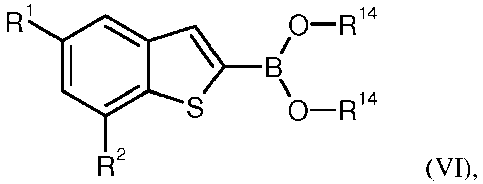 R¹
O—R¹⁴
B
S
O—R¹⁴
R²
(VI),